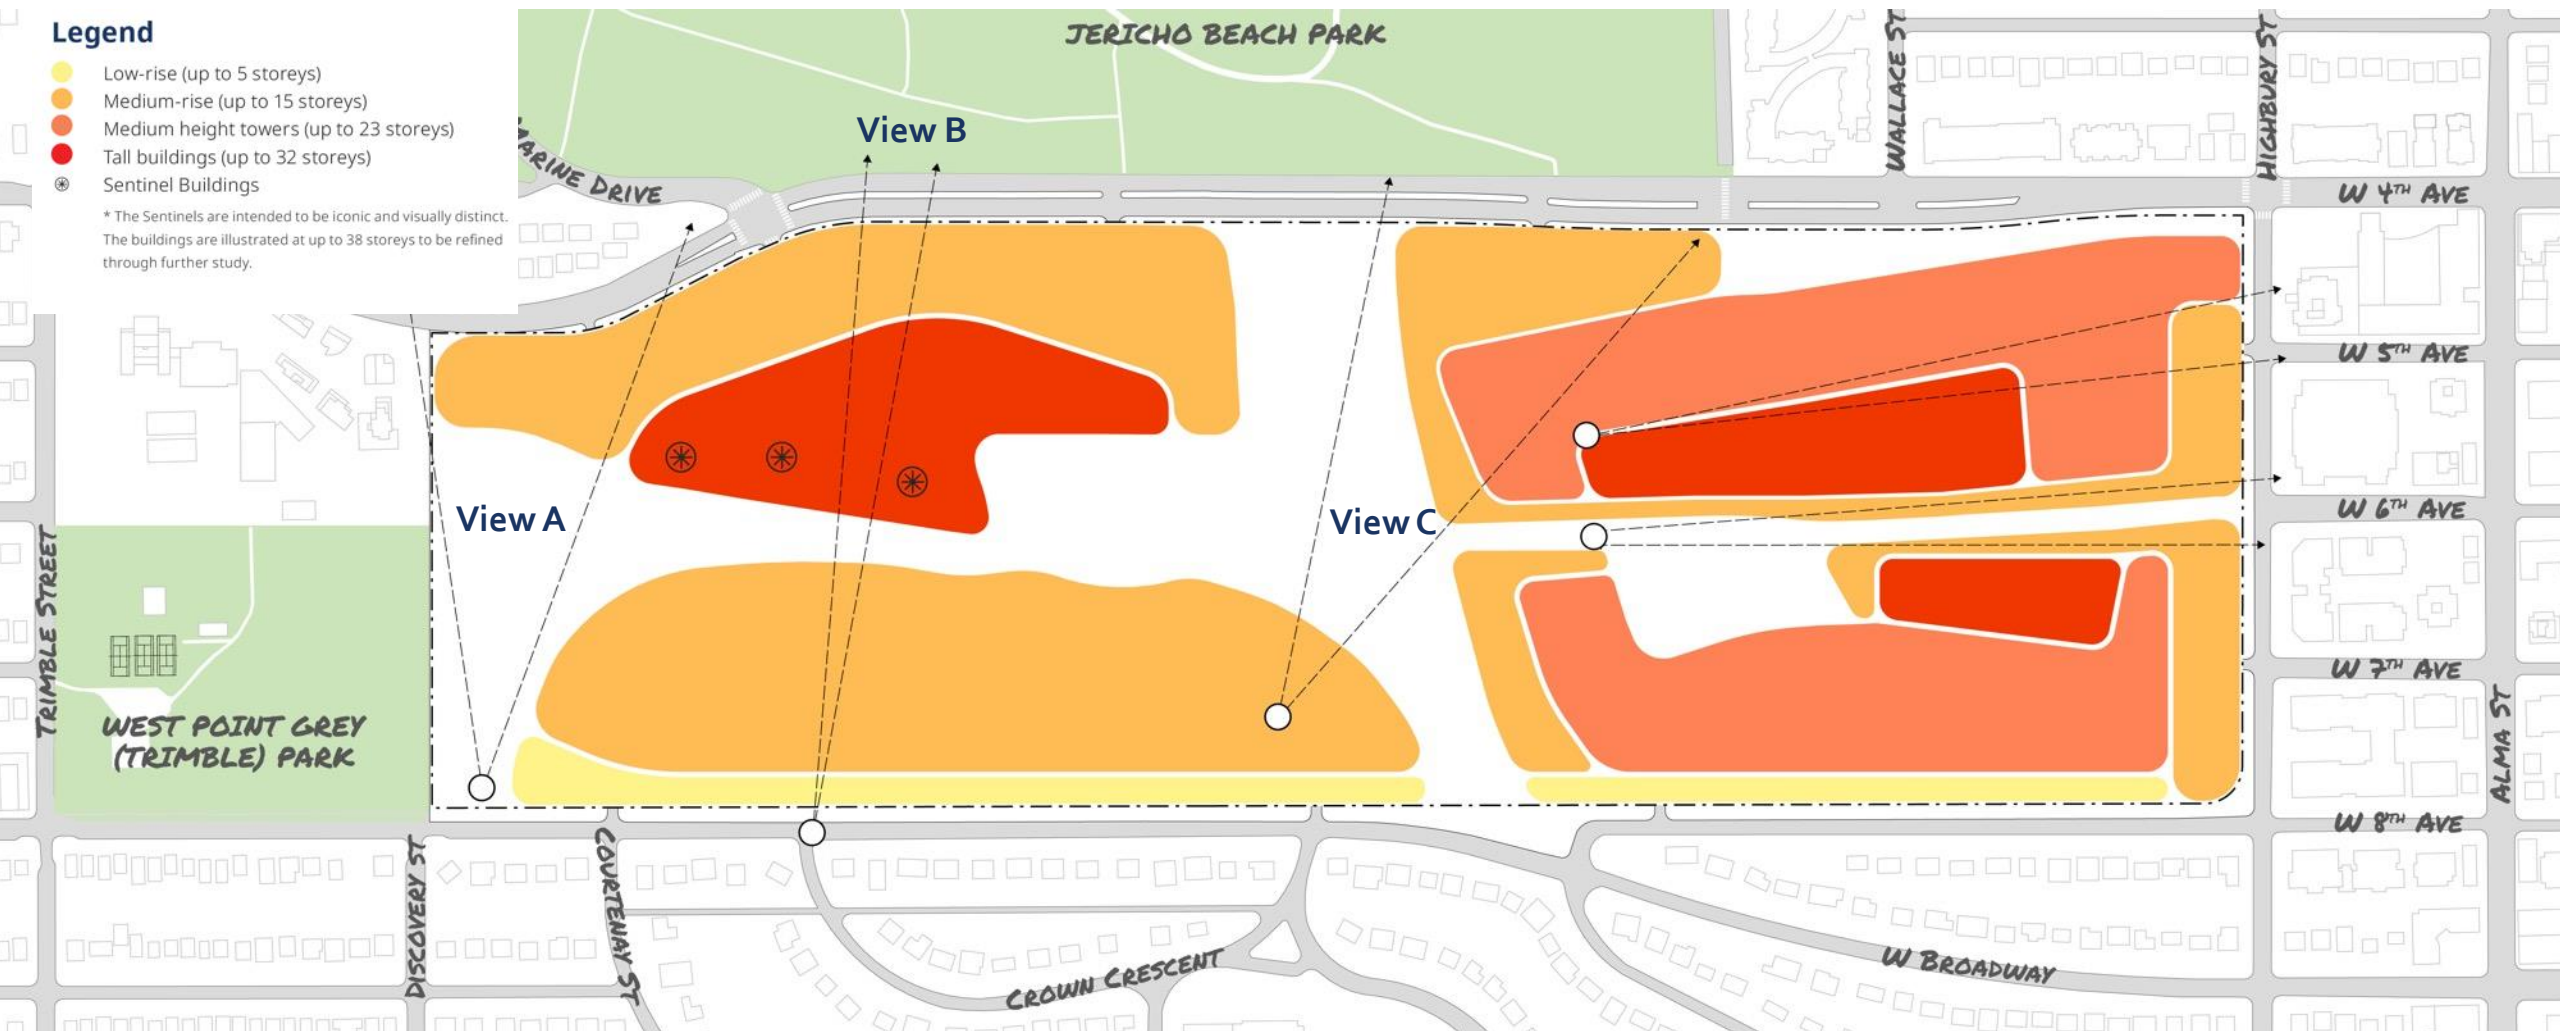 Legend
Low-rise (up to 5 storeys)
Medium-rise (up to 15 storeys)
Medium height towers (up to 23 storeys)
Tall buildings (up to 32 storeys)
Sentinel Buildings
* The Sentinels are intended to be iconic and visually distinct.
The buildings are illustrated at up to 38 storeys to be refined
through further study.
JERICHO BEACH PARK
WALLACE ST
HIGHBURY ST
View B
ARINE DRIVE
W 4TH AVE
W 5TH AVE
View A
View C
W 6TH AVE
TRIMBLE STREET
W 7TH AVE
WEST POINT GREY
(TRIMBLE) PARK
ALMA ST
W 8TH AVE
DISCOVERY ST
COURTENAY ST
CROWN CRESCENT
W BROADWAY